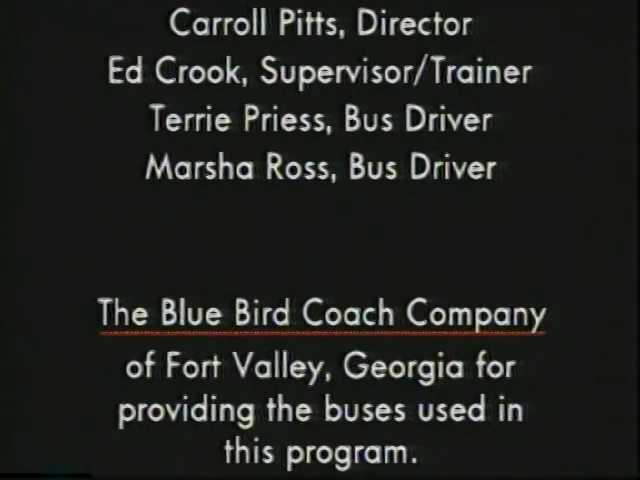 Carroll Pitts, Director
Ed Crook, Supervisor/Trainer
Terrie Priess, Bus Driver
Marsha Ross, Bus Driver
The Blue Bird Coach Company
of Fort Valley, Georgia for
providing the buses used in
this program.